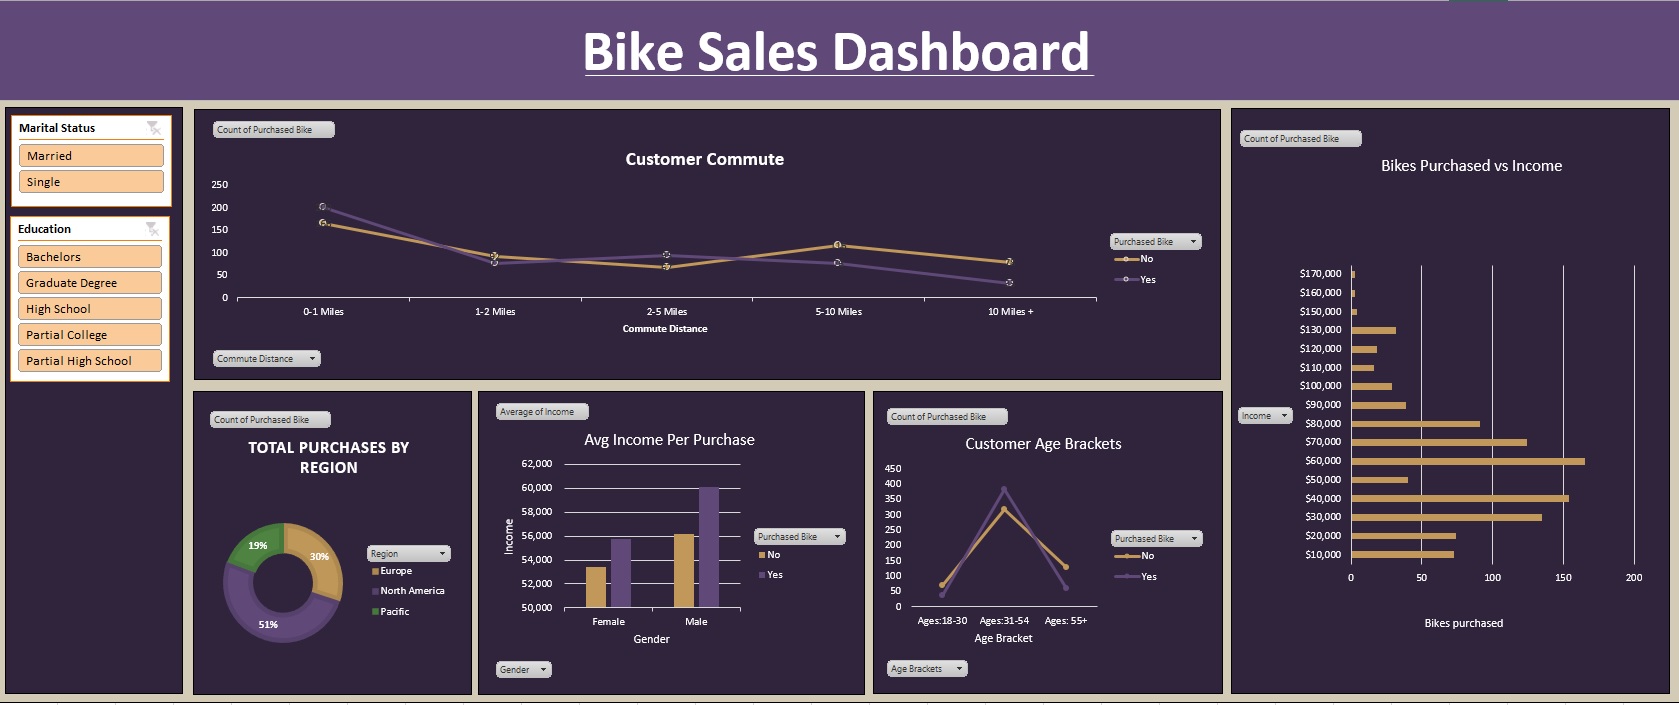 Bike Sales Dashboard
Marital Status
Married
Single
Education
Bachelors
Graduate Degree
High School
Partial College
Partial High School
Count of Purchased Bike
Customer Commute
250
200
150
100
50
0
0-1 Miles 1-2 Miles 2-5 Miles 5-10 Miles 10 Miles +
Commute Distance
Purchased Bike
No
Yes
Commute Distance
Count of Purchased Bike
TOTAL PURCHASES BY
REGION
19%
30%
51%
Region
Europe
North America
Pacific
Average of Income
Avg Income Per Purchase
62,000
60,000
58,000
56,000
54,000
52,000
50,000
Income
Female Male
Gender
Purchased Bike
No
Yes
Gender
Count of Purchased Bike
Customer Age Brackets
450
400
350
300
250
200
150
100
50
0
Ages:18-30 Ages:31-54 Ages: 55+
Age Bracket
Purchased Bike
No
Yes
Age Brackets
Count of Purchased Bike
Bikes Purchased vs Income
$170,000
$160,000
$150,000
$130,000
$120,000
$110,000
$100,000
$90,000
$80,000
$70,000
$60,000
$50,000
$40,000
$30,000
$20,000
$10,000
Income
0 50 100 150 200
Bikes purchased